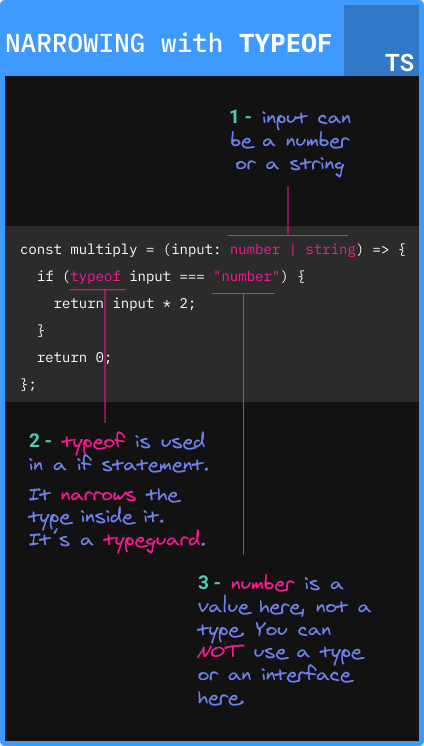 NARROWING with TYPEOF
TS
1 - input can
be a number
or a string
const multiply = (input: number | string) => {
if (typeof input === "number") {
return input * 2;
}
return 0;
};
2 - typeof is used
in a if statement.
It narrows the
type inside it.
It's a typeguard.
3 - number is a
value here, not a
type. You can
NOT use a type
or an interface
here.